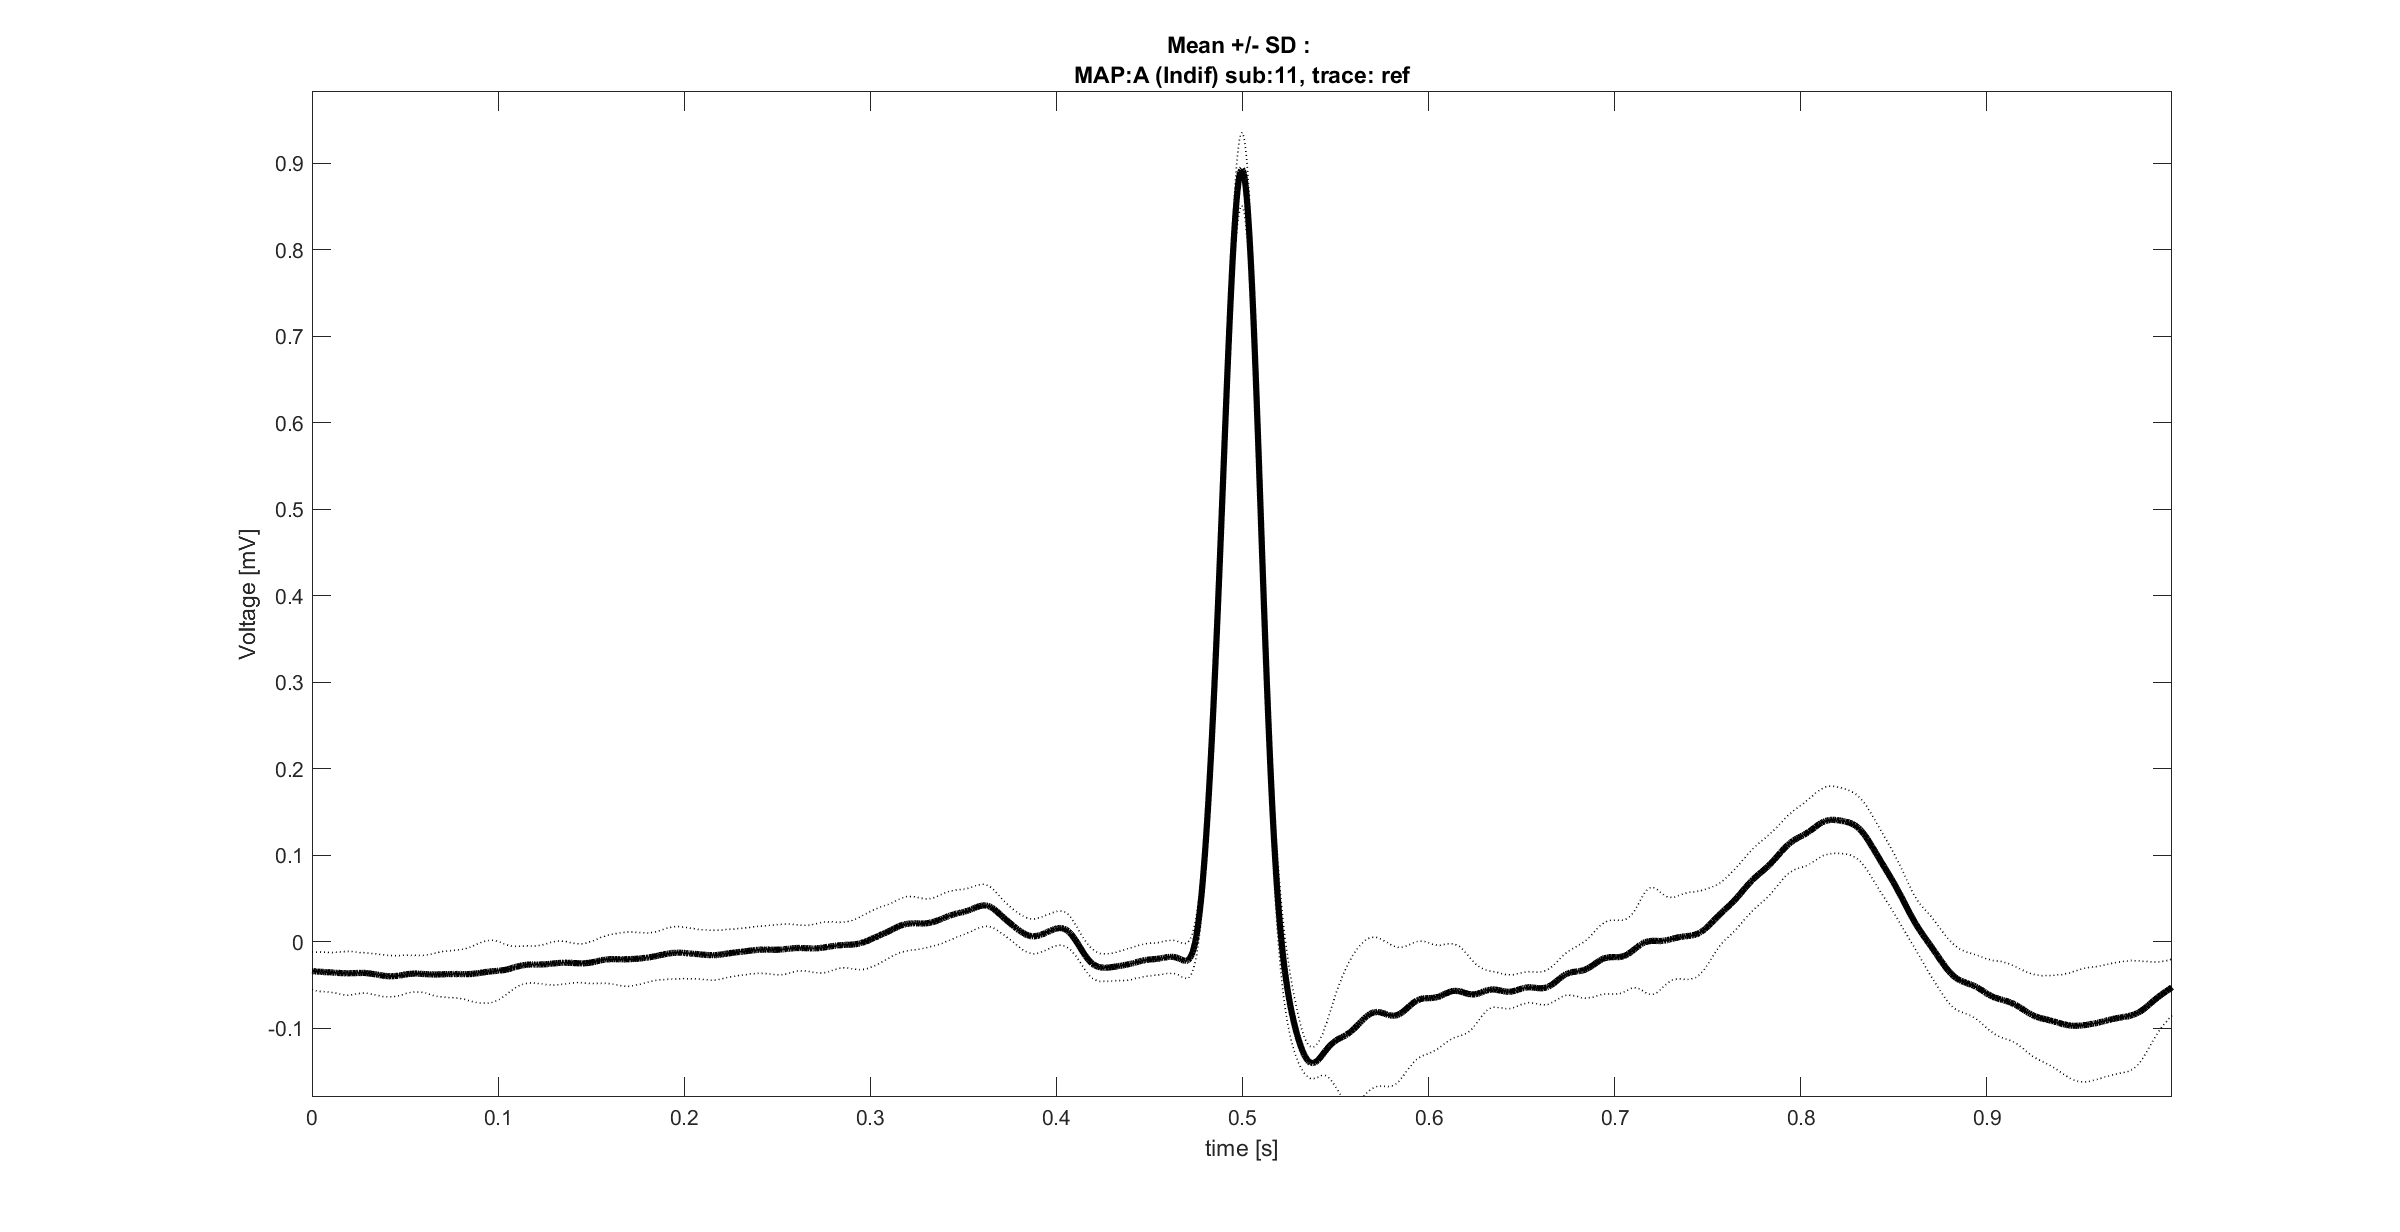 Mean +/- SD :
MAP:A (Indif) sub:11, trace: ref
0.9
0.8
0.7
0.6
0.5
0.4
0.3
0.2
0.1
0
-0.1
Voltage [mV]
0 0.1 0.2 0.3 0.4 0.5 0.6 0.7 0.8 0.9
time [s]